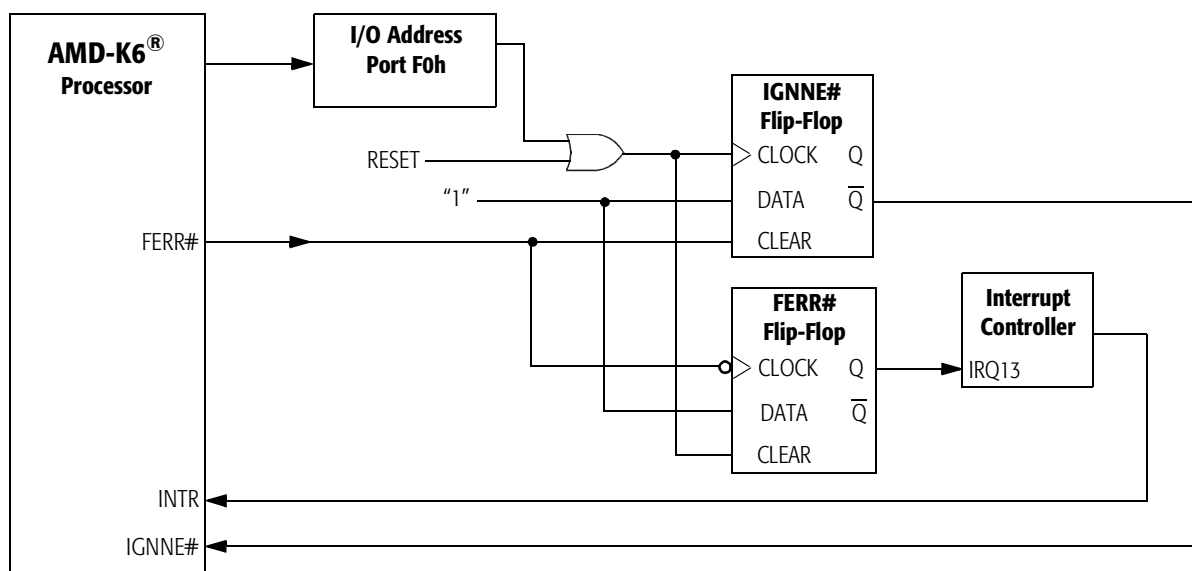 AMD-K6®
Processor
I/O Address
Port F0h
RESET
“1”
FERR#
IGNNE#
Flip-Flop
CLOCK Q
DATA Q̅
CLEAR
FERR#
Flip-Flop
CLOCK Q
DATA Q̅
CLEAR
Interrupt
Controller
IRQ13
INTR
IGNNE#